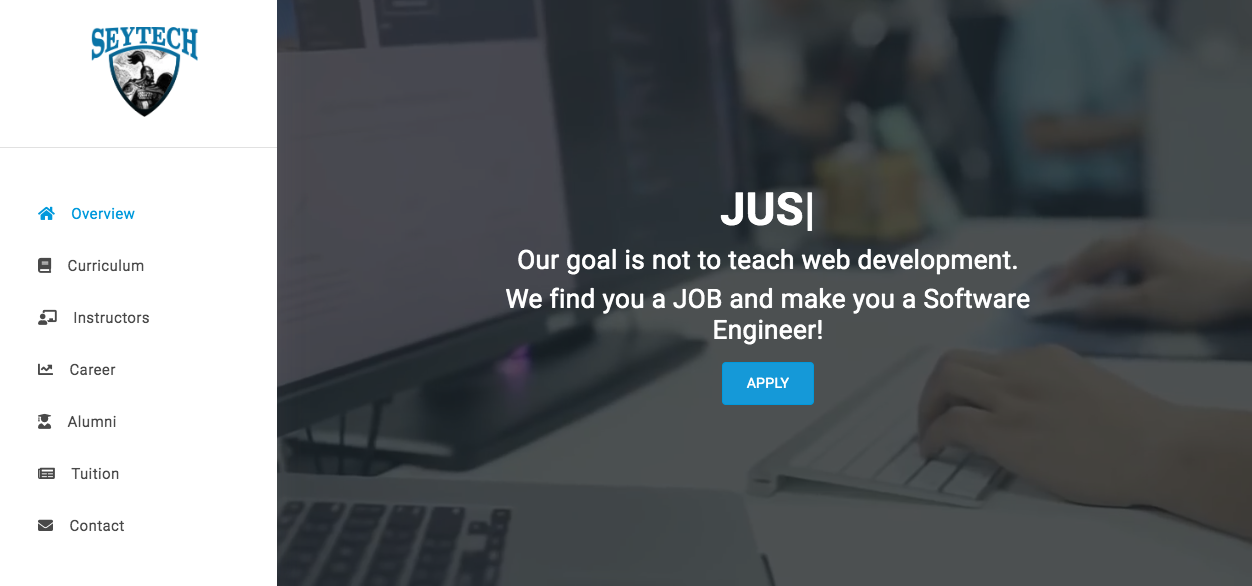 SEYTECH
Overview
Curriculum
Instructors
Career
Alumni
Tuition
Contact
JUS|
Our goal is not to teach web development.
We find you a JOB and make you a Software
Engineer!
APPLY